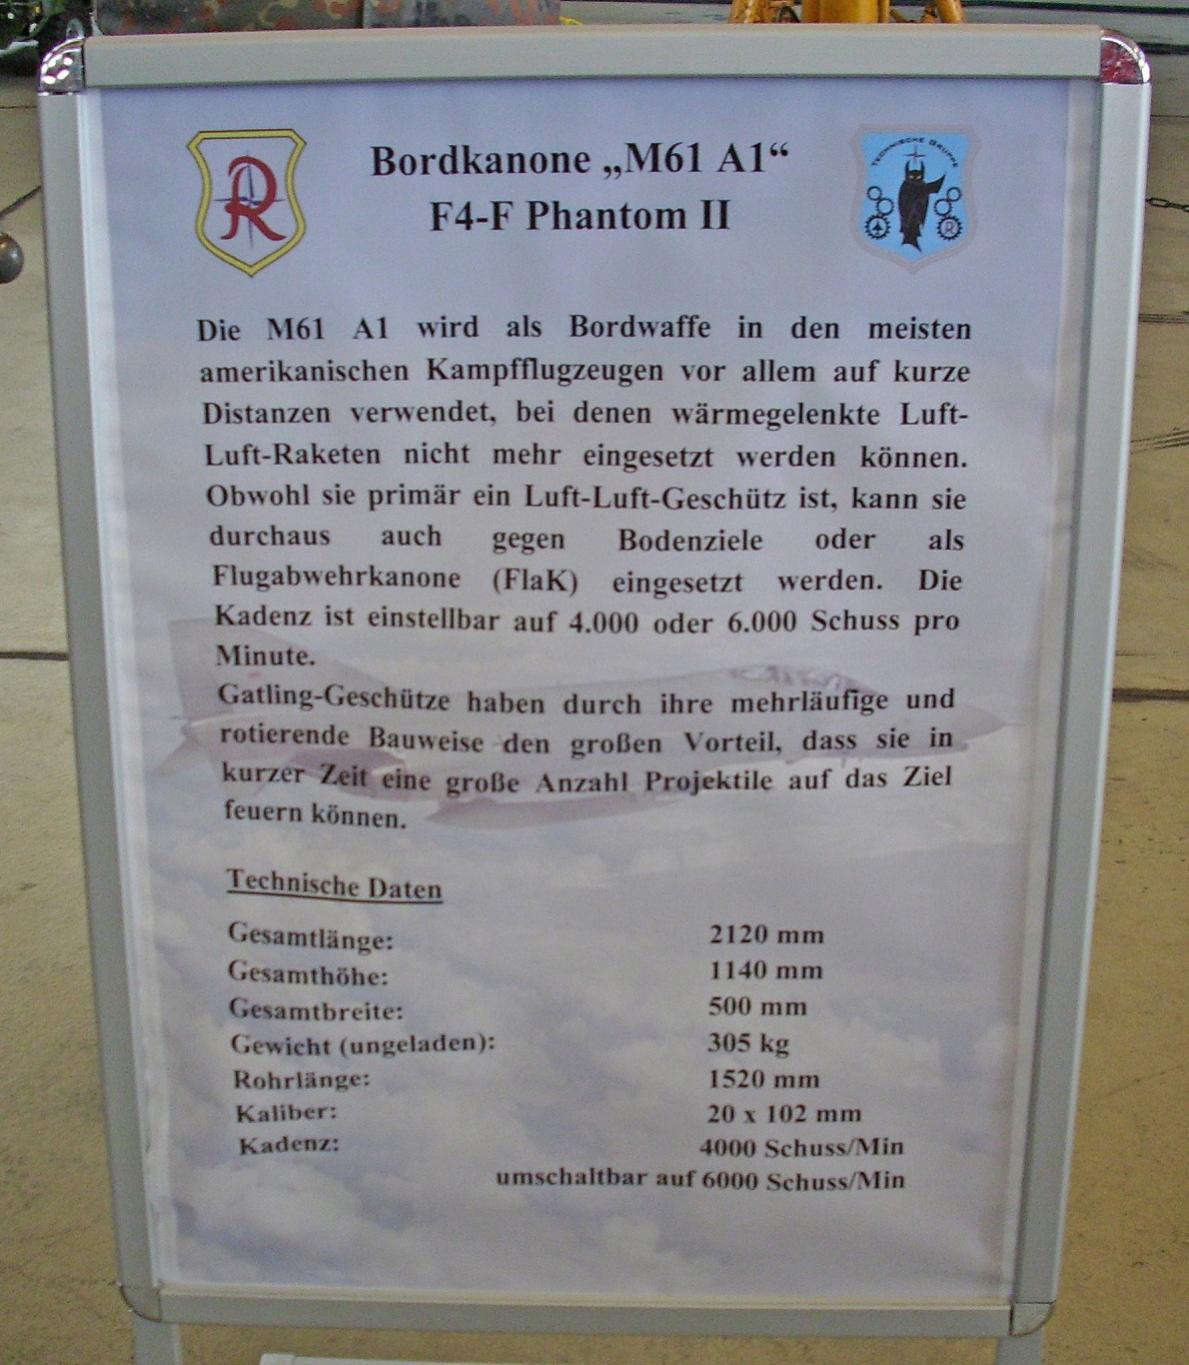 Bordkanone „M61 A1“
F4-F Phantom II
R
TECHNISCHE GRUPPE
R
Die M61 A1 wird als Bordwaffe in den meisten
amerikanischen Kampfflugzeugen vor allem auf kurze
Distanzen verwendet, bei denen wärmegelenkte Luft-
Luft-Raketen nicht mehr eingesetzt werden können.
Obwohl sie primär ein Luft-Luft-Geschütz ist, kann sie
durchaus auch gegen Bodenziele oder als
Flugabwehrkanone (FlaK) eingesetzt werden. Die
Kadenz ist einstellbar auf 4.000 oder 6.000 Schuss pro
Minute.
Gatling-Geschütze haben durch ihre mehrläufige und
rotierende Bauweise den großen Vorteil, dass sie in
kurzer Zeit eine große Anzahl Projektile auf das Ziel
feuern können.
Technische Daten
Gesamtlänge: 2120 mm
Gesamthöhe: 1140 mm
Gesamtbreite: 500 mm
Gewicht (ungeladen): 305 kg
Rohrlänge: 1520 mm
Kaliber: 20 x 102 mm
Kadenz: 4000 Schuss/Min
umschaltbar auf 6000 Schuss/Min